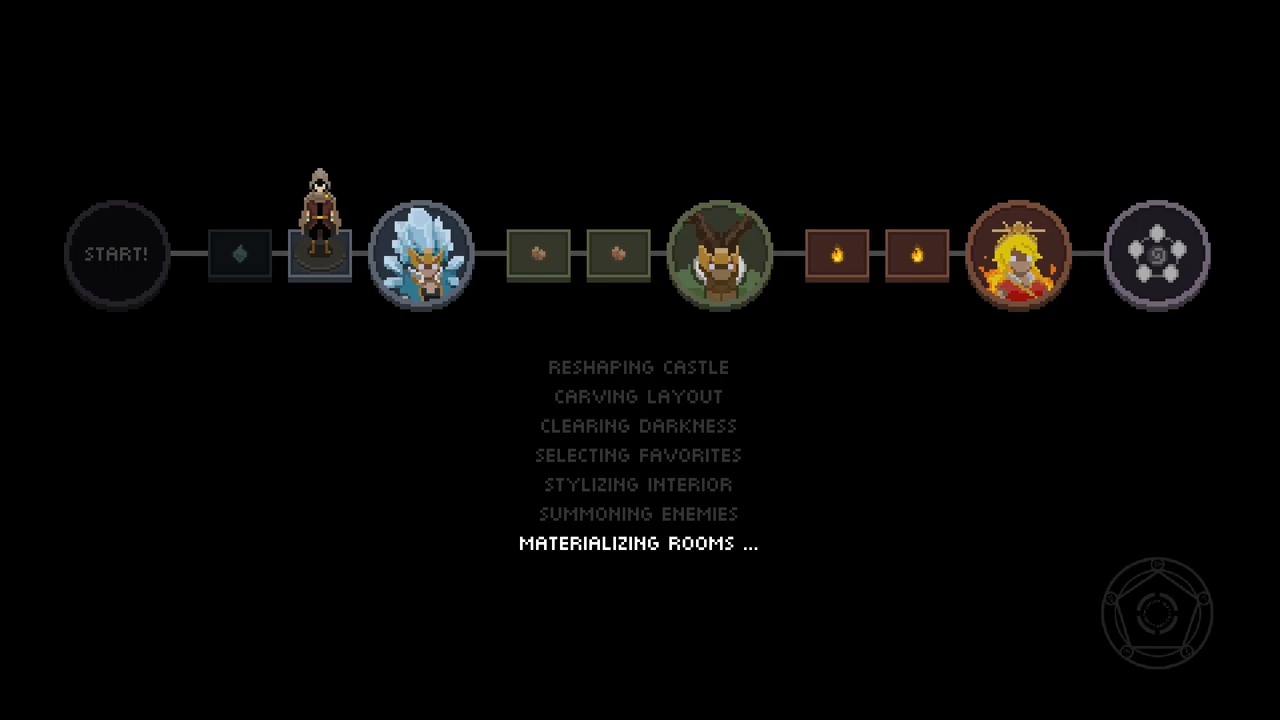 START!
RESHAPING CASTLE
CARVING LAYOUT
CLEARING DARKNESS
SELECTING FAVORITES
STYLIZING INTERIOR
SUMMONING ENEMIES
MATERIALIZING ROOMS ...